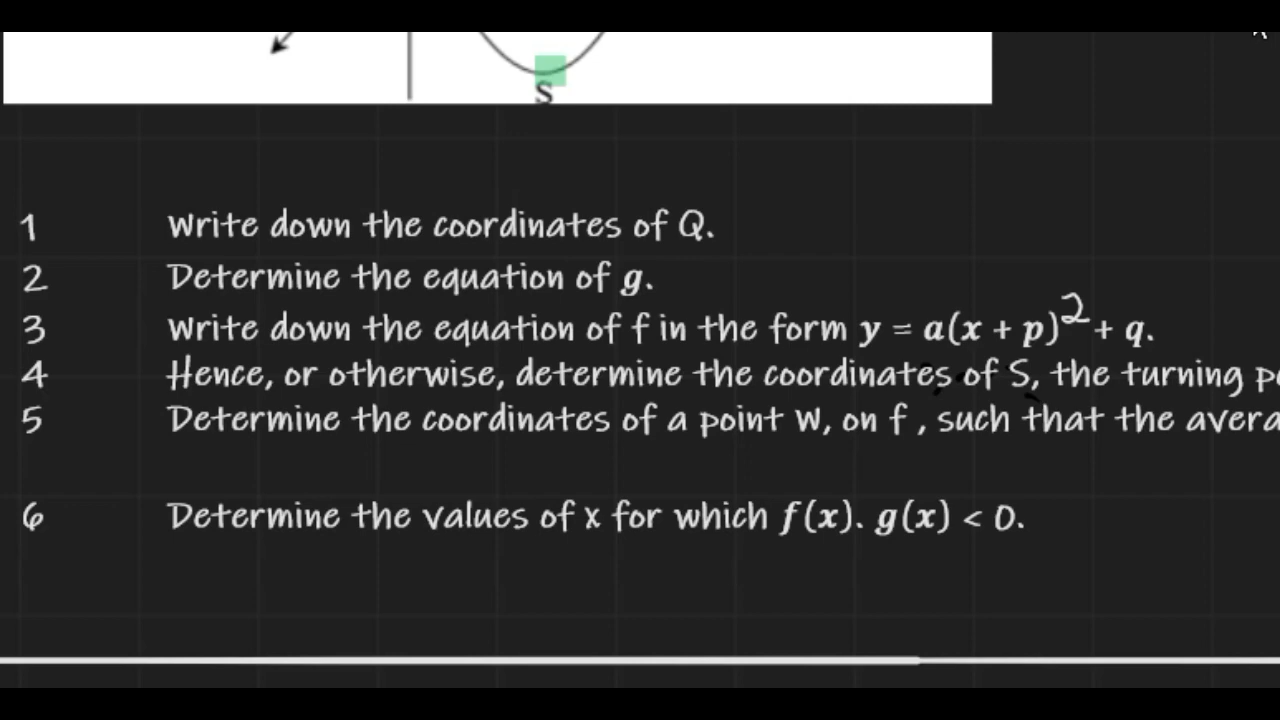 S
1 Write down the coordinates of Q.
2 Determine the equation of g.
3 Write down the equation of f in the form y = a(x + p)² + q.
4 Hence, or otherwise, determine the coordinates of S, the turning
5 Determine the coordinates of a point W, on f , such that the
6 Determine the values of x for which f(x). g(x) < 0.